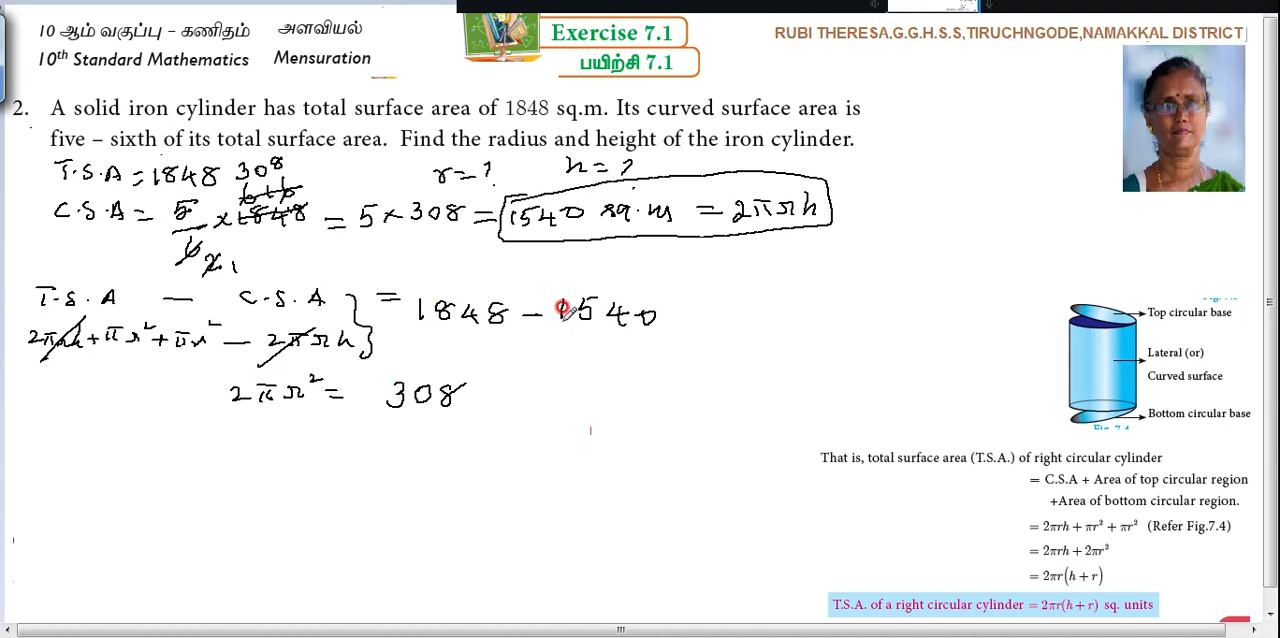 10 ஆம் வகுப்பு – கணிதம்
அளவியல்
10th Standard Mathematics
Mensuration
Exercise 7.1
பயிற்சி 7.1
RUBI THERESA,G.G.H.S.S,TIRUCHNGODE,NAMAKKAL DISTRICT
2. A solid iron cylinder has total surface area of 1848 sq.m. Its curved surface area is
five – sixth of its total surface area. Find the radius and height of the iron cylinder.
T.S.A = 1848
308
r = ?
h = ?
616
C.S.A = 5/6 × 1848 = 5 × 308 = 1540 sq.m = 2πrh
2 1
T.S.A – C.S.A } = 1848 – 1540
2πrh + πr² + πr² – 2πrh
2πr² = 308
Top circular base
Lateral (or)
Curved surface
Bottom circular base
That is, total surface area (T.S.A.) of right circular cylinder
= C.S.A + Area of top circular region
+Area of bottom circular region.
= 2πrh + πr² + πr² (Refer Fig.7.4)
= 2πrh + 2πr²
= 2πr(h + r)
T.S.A. of a right circular cylinder = 2πr(h + r) sq. units